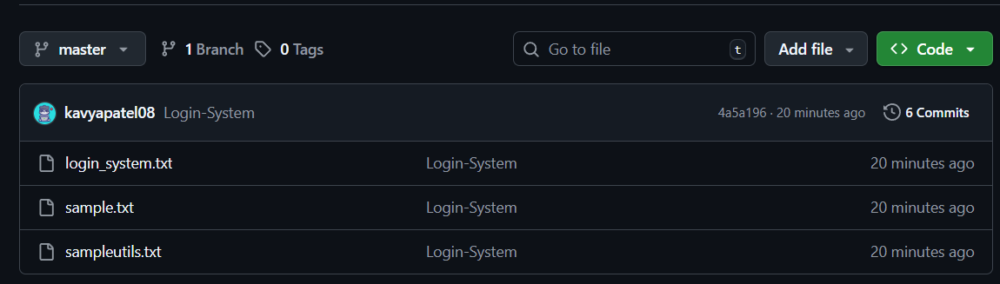 master 1 Branch 0 Tags Go to file t Add file Code
kavyapatel08 Login-System 4a5a196 · 20 minutes ago 6 Commits
login_system.txt Login-System 20 minutes ago
sample.txt Login-System 20 minutes ago
sampleutils.txt Login-System 20 minutes ago